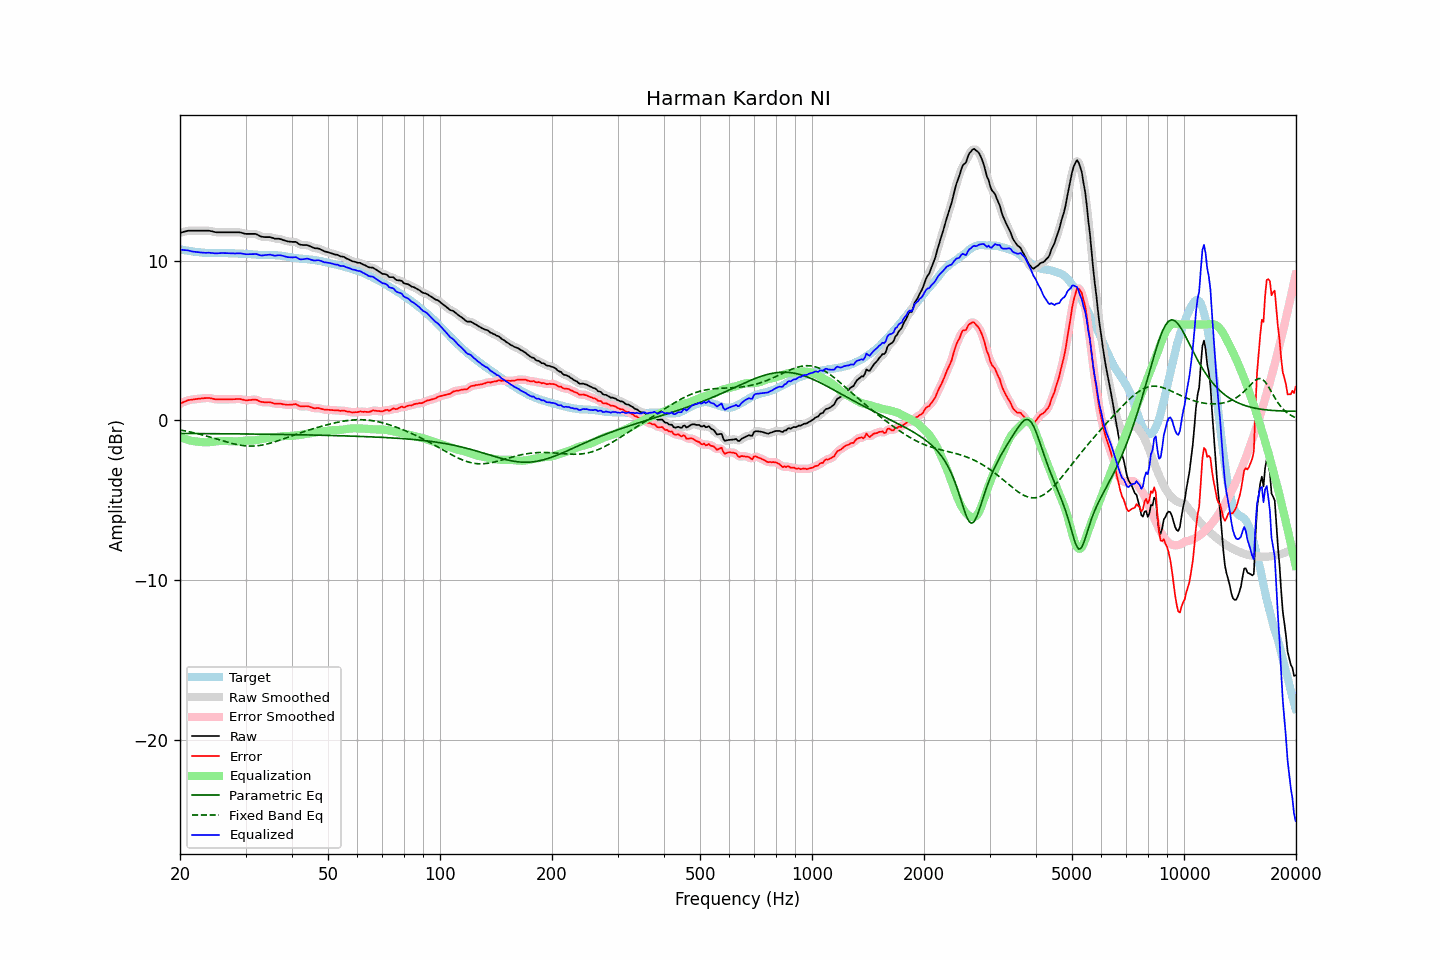 Harman Kardon NI
Amplitude (dBr)
10
0
−10
−20
Target
Raw Smoothed
Error Smoothed
Raw
Error
Equalization
Parametric Eq
Fixed Band Eq
Equalized
20 50 100 200 500 1000 2000 5000 10000 20000
Frequency (Hz)